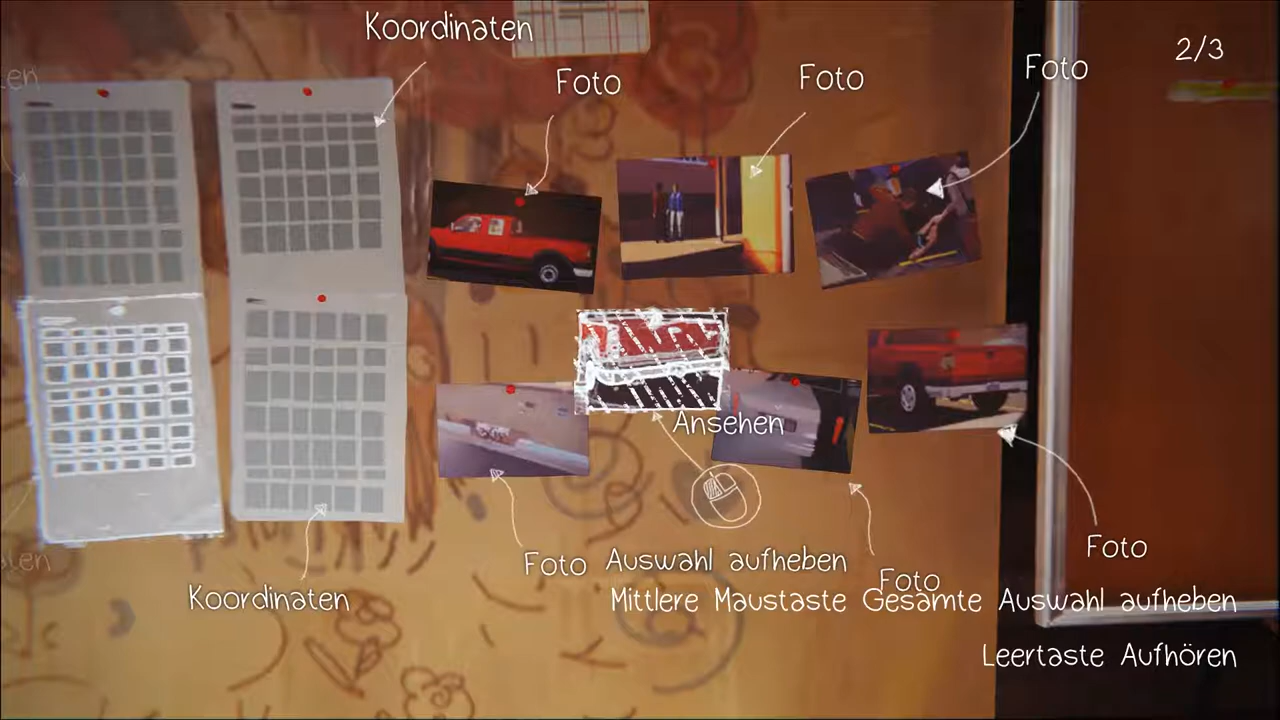 Koordinaten
2/3
Foto
Foto
Foto
Ansehen
Foto
Foto
Foto
Auswahl aufheben
Koordinaten
Mittlere Maustaste Gesamte Auswahl aufheben
Leertaste Aufhören